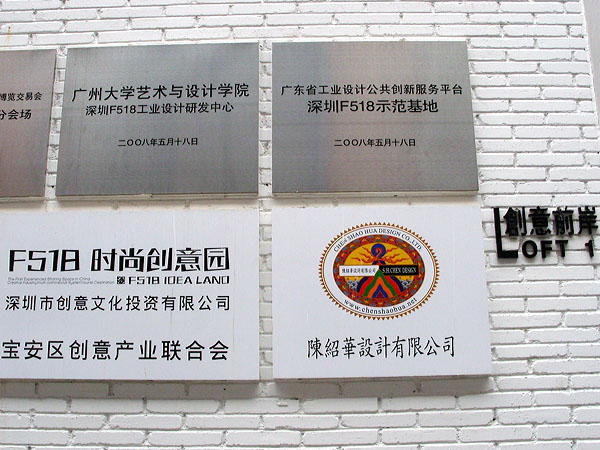 博览交易会
分会场
广州大学艺术与设计学院
深圳F518工业设计研发中心
二〇〇八年五月十八日
广东省工业设计公共创新服务平台
深圳F518示范基地
二〇〇八年五月十八日
F518 时尚创意园
The First Experienced Sharing Space in China
F518 IDEA LAND
深圳市创意文化投资有限公司
宝安区创意产业联合会
CHEN SHAO HUA DESIGN CO.LTD.
陳紹華設計有限公司
S.H.CHEN DESIGN
www.chenshaohua.net
陳紹華設計有限公司
創意前岸
LOFT 1